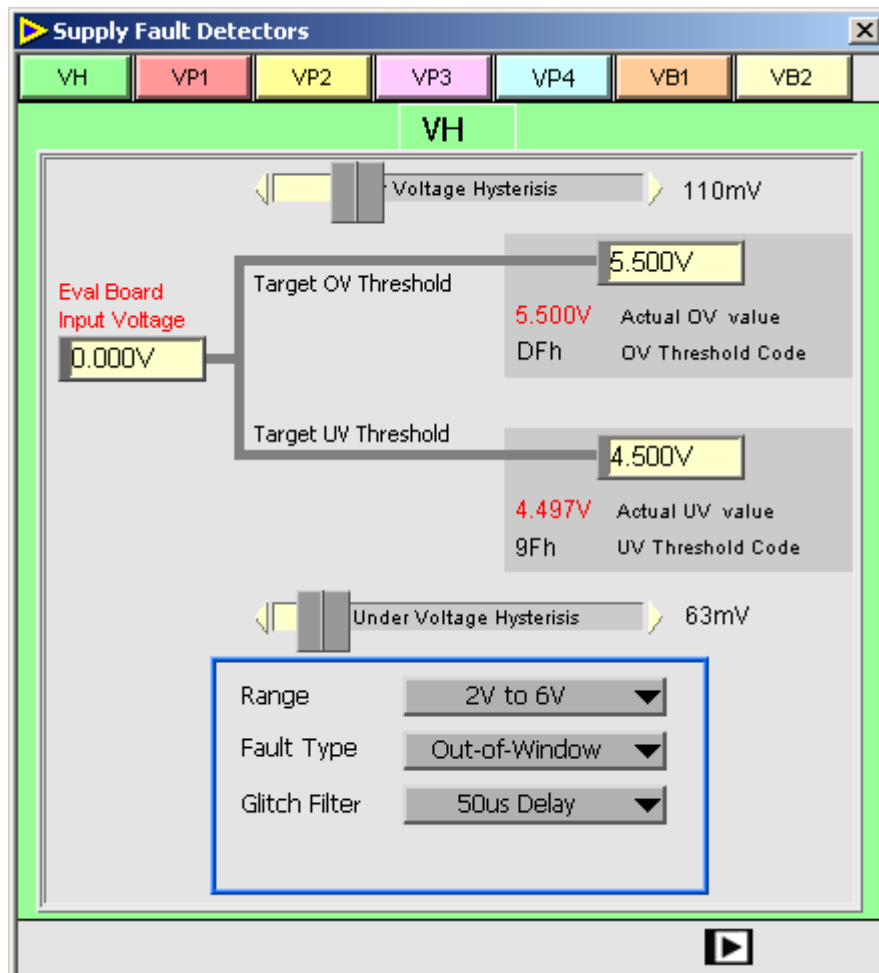 Supply Fault Detectors
VH VP1 VP2 VP3 VP4 VB1 VB2
VH
Voltage Hysterisis 110mV
Target OV Threshold
5.500V
Eval Board
Input Voltage
0.000V
5.500V Actual OV value
DFh OV Threshold Code
Target UV Threshold
4.500V
4.497V Actual UV value
9Fh UV Threshold Code
Under Voltage Hysterisis 63mV
Range 2V to 6V
Fault Type Out-of-Window
Glitch Filter 50us Delay